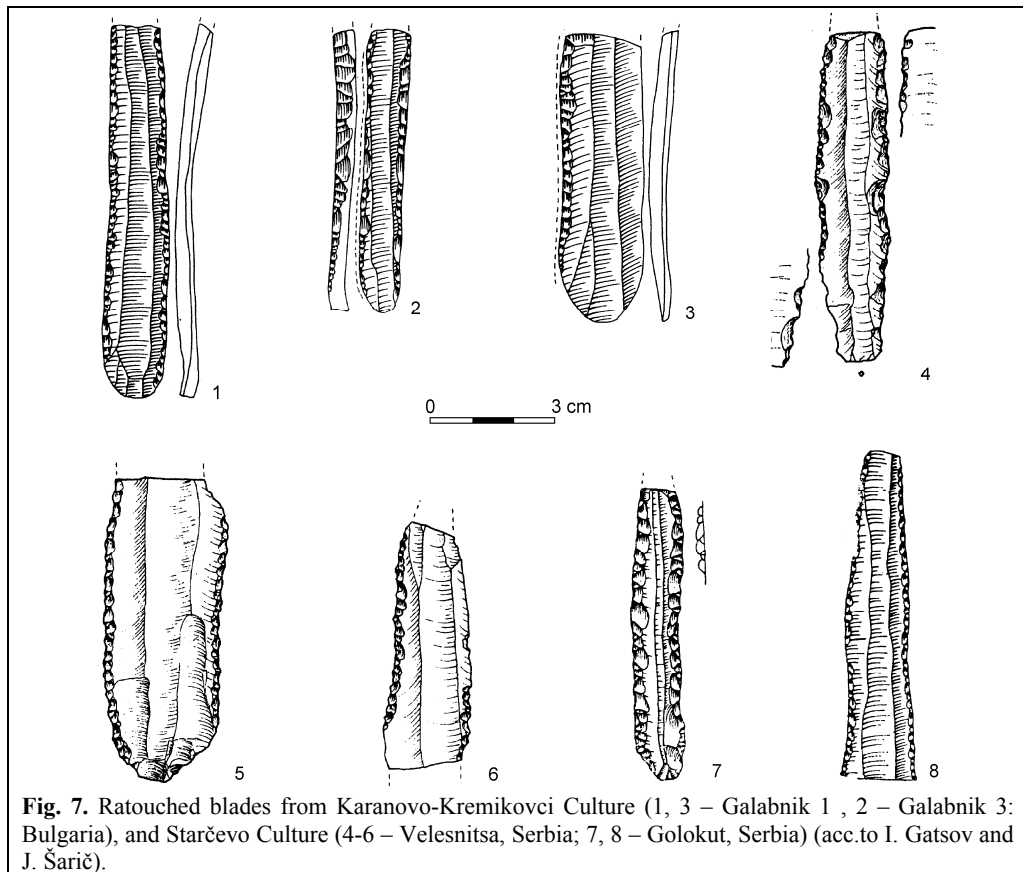 1
2
3
4
0 3 cm
5
6
7
8
Fig. 7. Ratouched blades from Karanovo-Kremikovci Culture (1, 3 – Galabnik 1 , 2 – Galabnik 3:
Bulgaria), and Starčevo Culture (4-6 – Velesnitsa, Serbia; 7, 8 – Golokut, Serbia) (acc.to I. Gatsov and
J. Šarič).